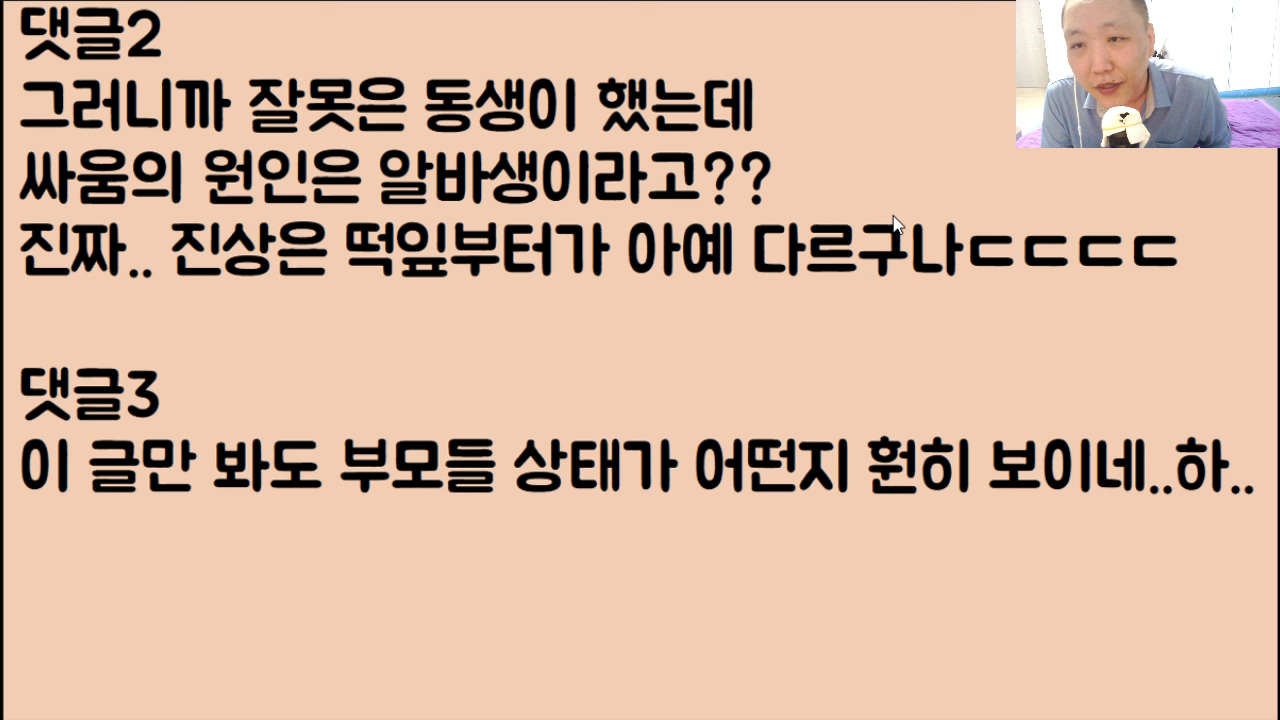 댓글2
그러니까 잘못은 동생이 했는데
싸움의 원인은 알바생이라고??
진짜.. 진상은 떡잎부터가 아예 다르구나ㄷㄷㄷㄷ
댓글3
이 글만 봐도 부모들 상태가 어떤지 훤히 보이네..하..